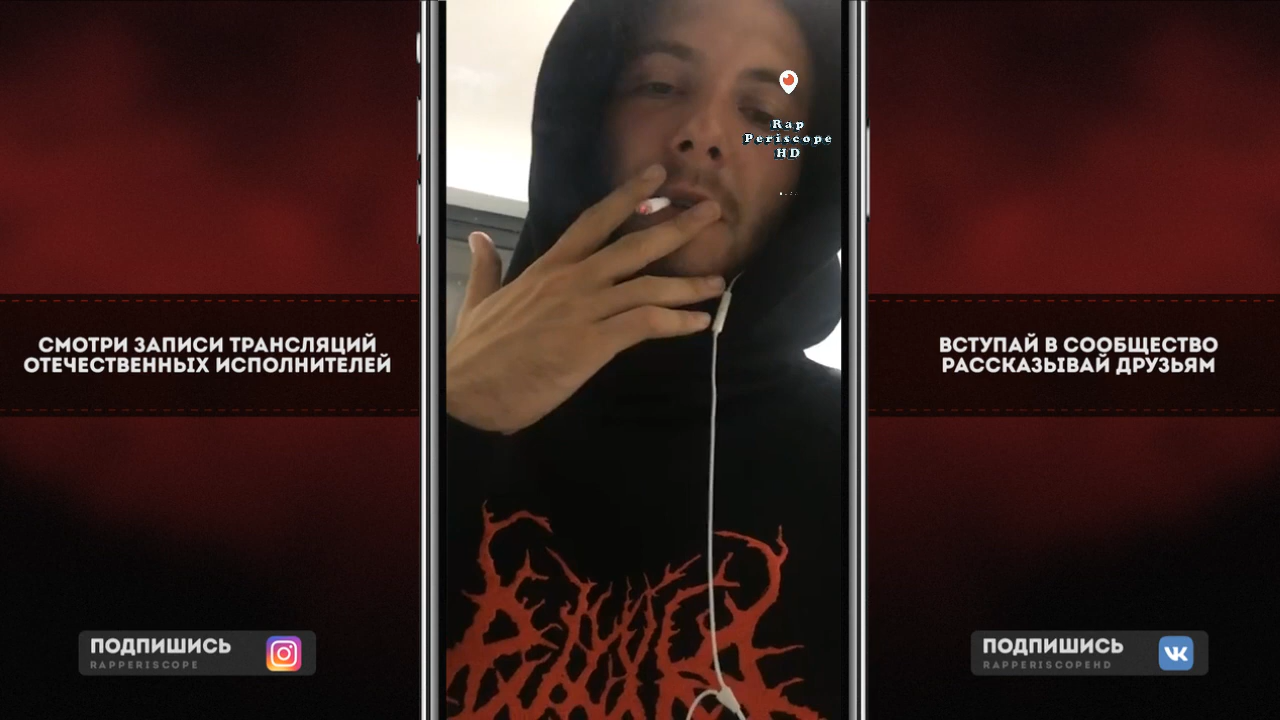 СМОТРИ ЗАПИСИ ТРАНСЛЯЦИЙ
ОТЕЧЕСТВЕННЫХ ИСПОЛНИТЕЛЕЙ
ПОДПИШИСЬ
RAPPERISCOPE
Rap
Periscope
HD
ВСТУПАЙ В СООБЩЕСТВО
РАССКАЗЫВАЙ ДРУЗЬЯМ
ПОДПИШИСЬ
RAPPERISCOPEHD